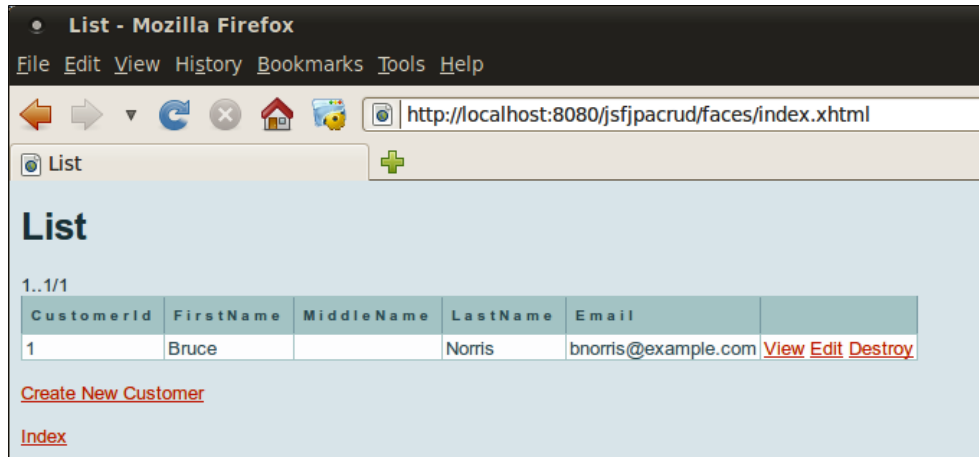 List - Mozilla Firefox
File Edit View History Bookmarks Tools Help
http://localhost:8080/jsfjpacrud/faces/index.xhtml
List
List
1..1/1
CustomerId FirstName MiddleName LastName Email
1 Bruce Norris bnorris@example.com View Edit Destroy
Create New Customer
Index